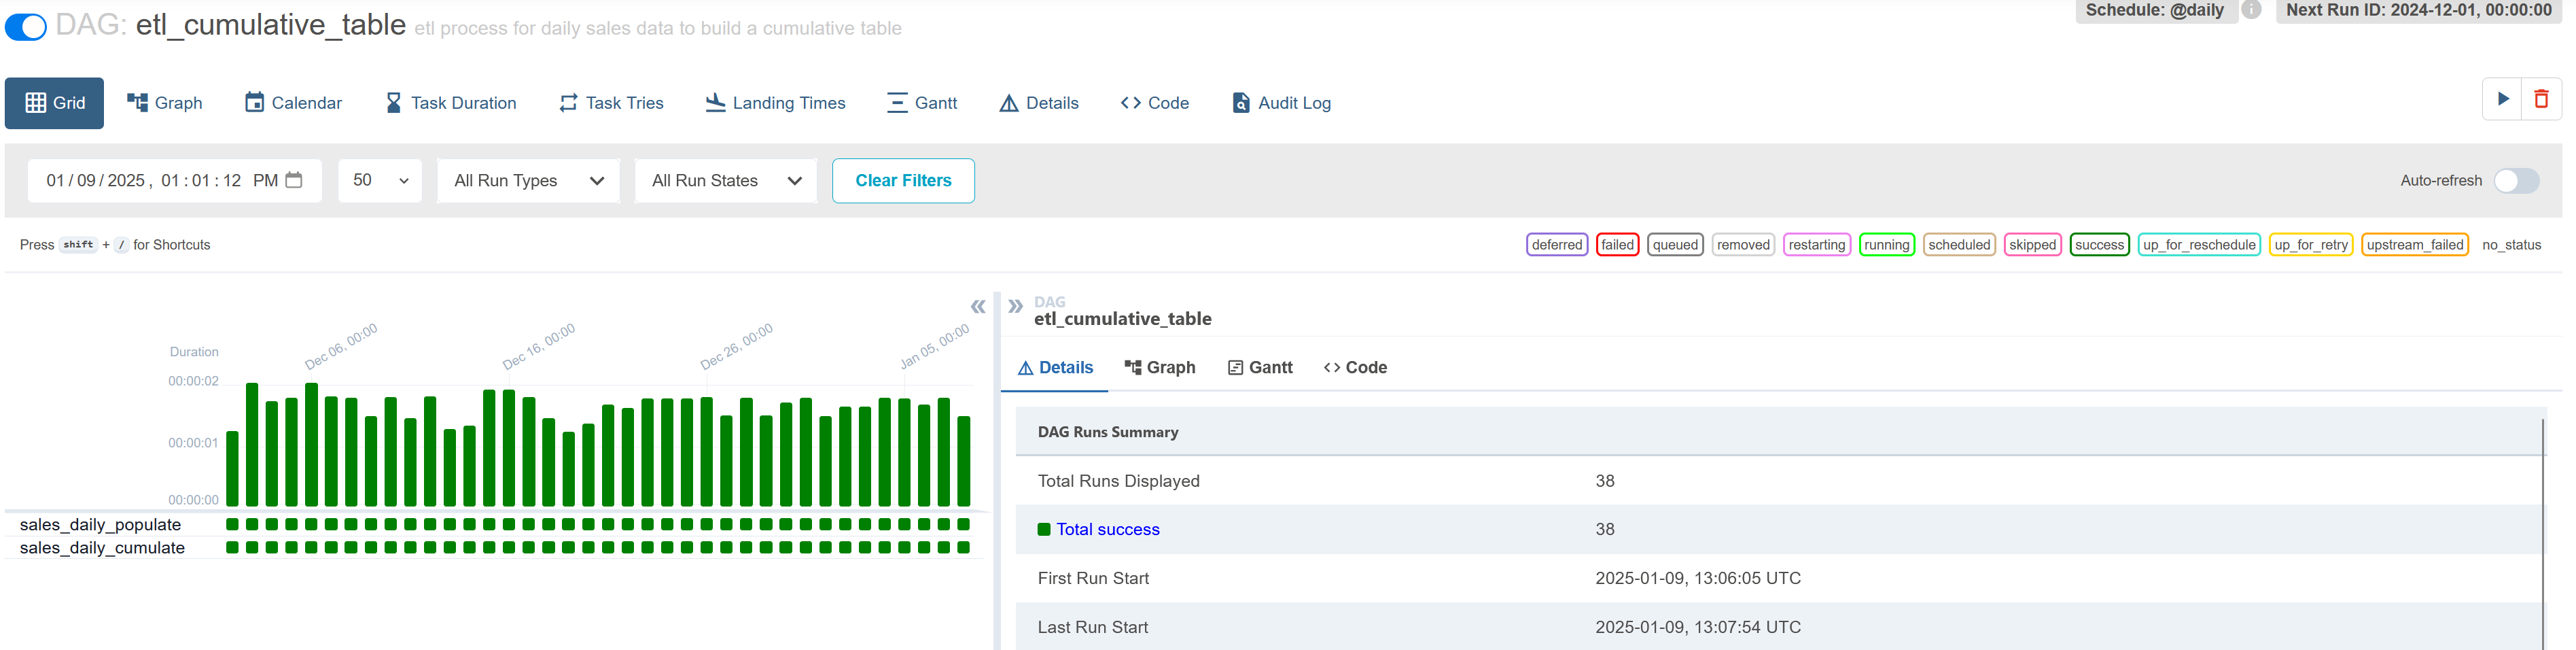 DAG: etl_cumulative_table etl process for daily sales data to build a cumulative table
Schedule: @daily i Next Run ID: 2024-12-01, 00:00:00
Grid Graph Calendar Task Duration Task Tries Landing Times Gantt Details Code Audit Log
01/09/2025, 01:01:12 PM 50 All Run Types All Run States Clear Filters Auto-refresh
Press shift + / for Shortcuts
deferred failed queued removed restarting running scheduled skipped success up_for_reschedule up_for_retry upstream_failed no_status
Dec 06, 00:00 Dec 16, 00:00 Dec 26, 00:00 Jan 05, 00:00
Duration
00:00:02
00:00:01
00:00:00
sales_daily_populate
sales_daily_cumulate
DAG
etl_cumulative_table
Details Graph Gantt Code
DAG Runs Summary
Total Runs Displayed 38
Total success 38
First Run Start 2025-01-09, 13:06:05 UTC
Last Run Start 2025-01-09, 13:07:54 UTC